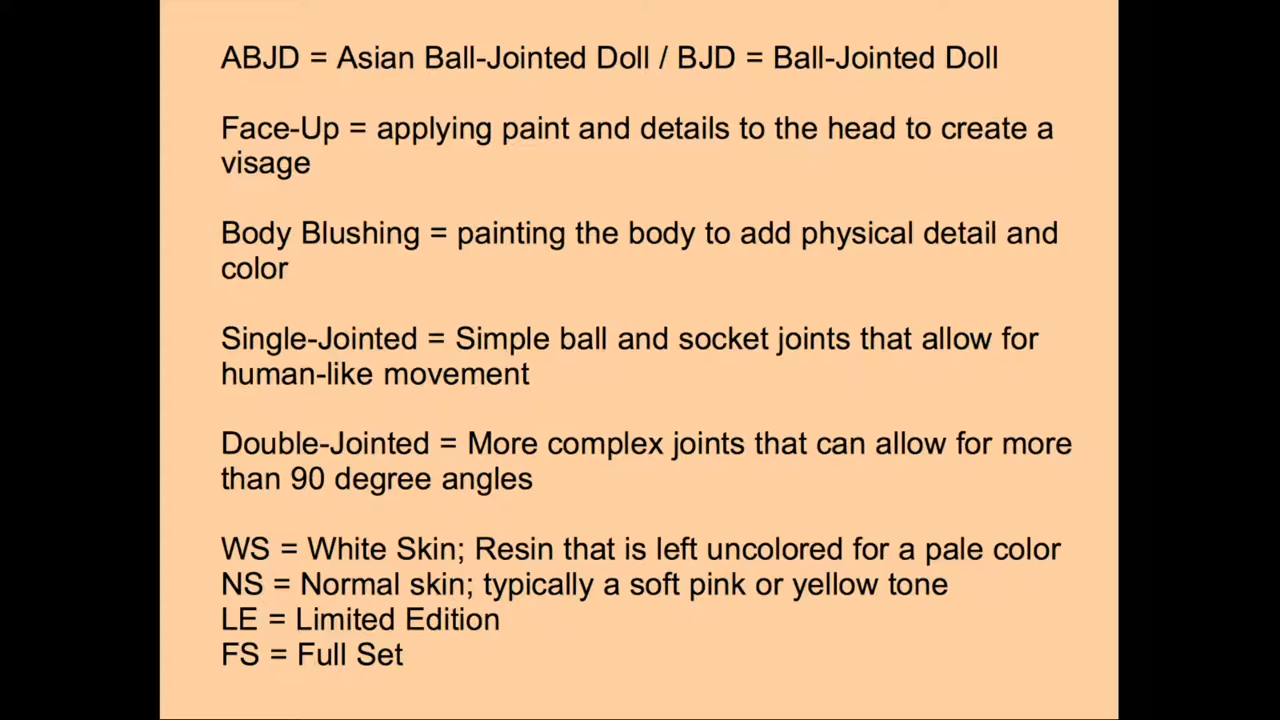 ABJD = Asian Ball-Jointed Doll / BJD = Ball-Jointed Doll
Face-Up = applying paint and details to the head to create a
visage
Body Blushing = painting the body to add physical detail and
color
Single-Jointed = Simple ball and socket joints that allow for
human-like movement
Double-Jointed = More complex joints that can allow for more
than 90 degree angles
WS = White Skin; Resin that is left uncolored for a pale color
NS = Normal skin; typically a soft pink or yellow tone
LE = Limited Edition
FS = Full Set